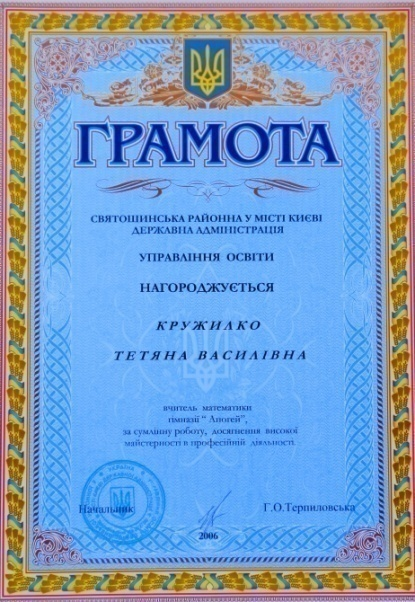 ГРАМОТА
СВЯТОШИНСЬКА РАЙОННА У МІСТІ КИЄВІ
ДЕРЖАВНА АДМІНІСТРАЦІЯ
УПРАВЛІННЯ ОСВІТИ
НАГОРОДЖУЄТЬСЯ
КРУЖИЛКО
ТЕТЯНА ВАСИЛІВНА
вчитель математики
гімназії “ Апогей”,
за сумлінну роботу, досягнення високої
майстерності в професійній діяльності
Начальник
Г.О.Терпиловська
2006